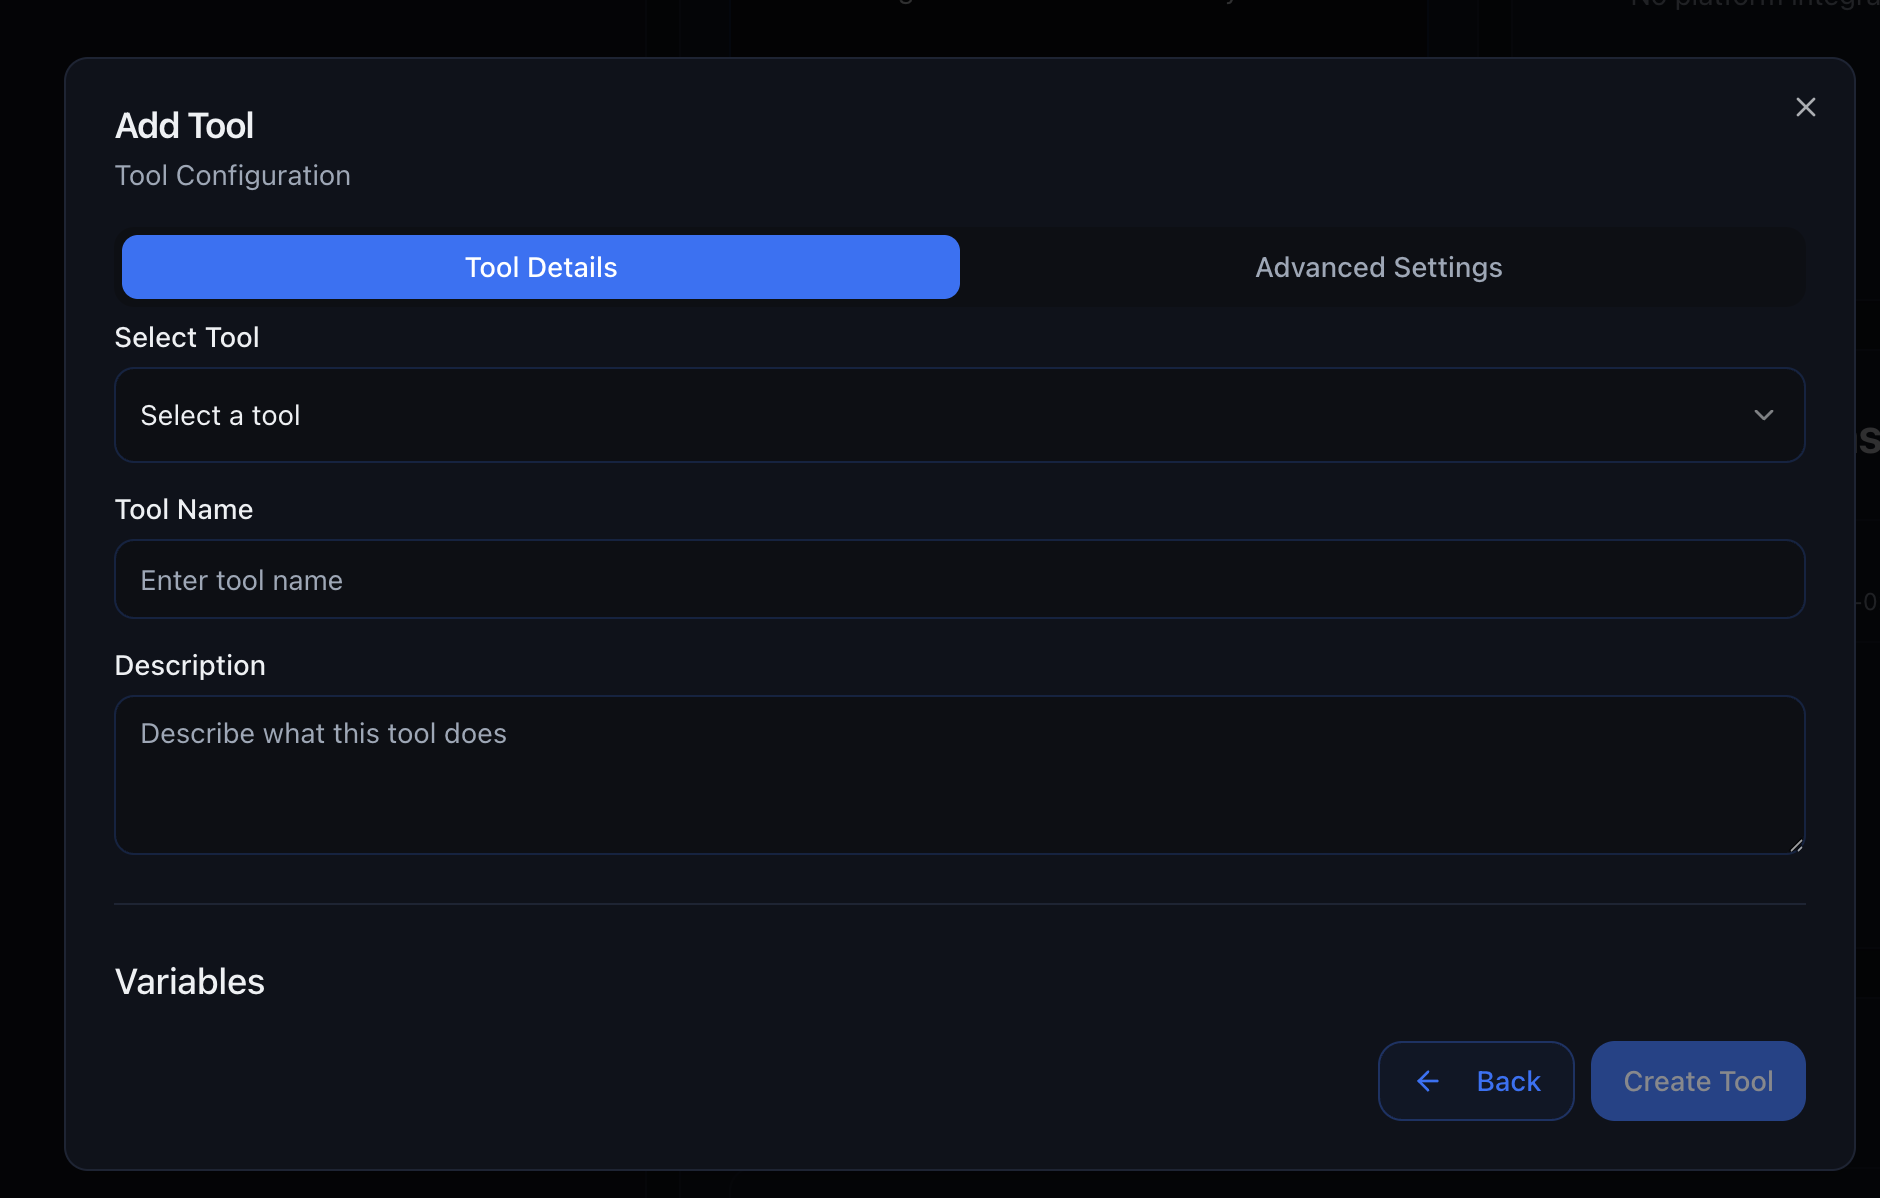 Add Tool
Tool Configuration
Tool Details
Advanced Settings
Select Tool
Select a tool
Tool Name
Enter tool name
Description
Describe what this tool does
Variables
Back
Create Tool